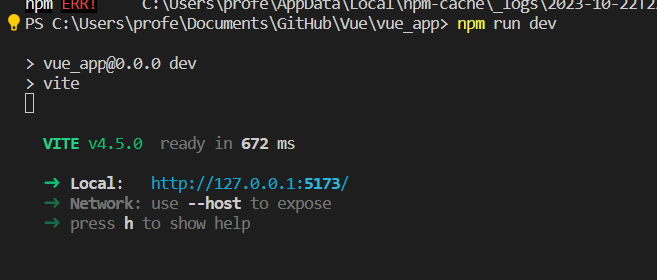 npm ERR!     C:\Users\profe\AppData\Local\npm-cache\_logs\2023-10-22T2
PS C:\Users\profe\Documents\GitHub\Vue\vue_app> npm run dev
> vue_app@0.0.0 dev
> vite
VITE v4.5.0  ready in 672 ms
➜ Local:   http://127.0.0.1:5173/
➜ Network: use --host to expose
➜ press h to show help